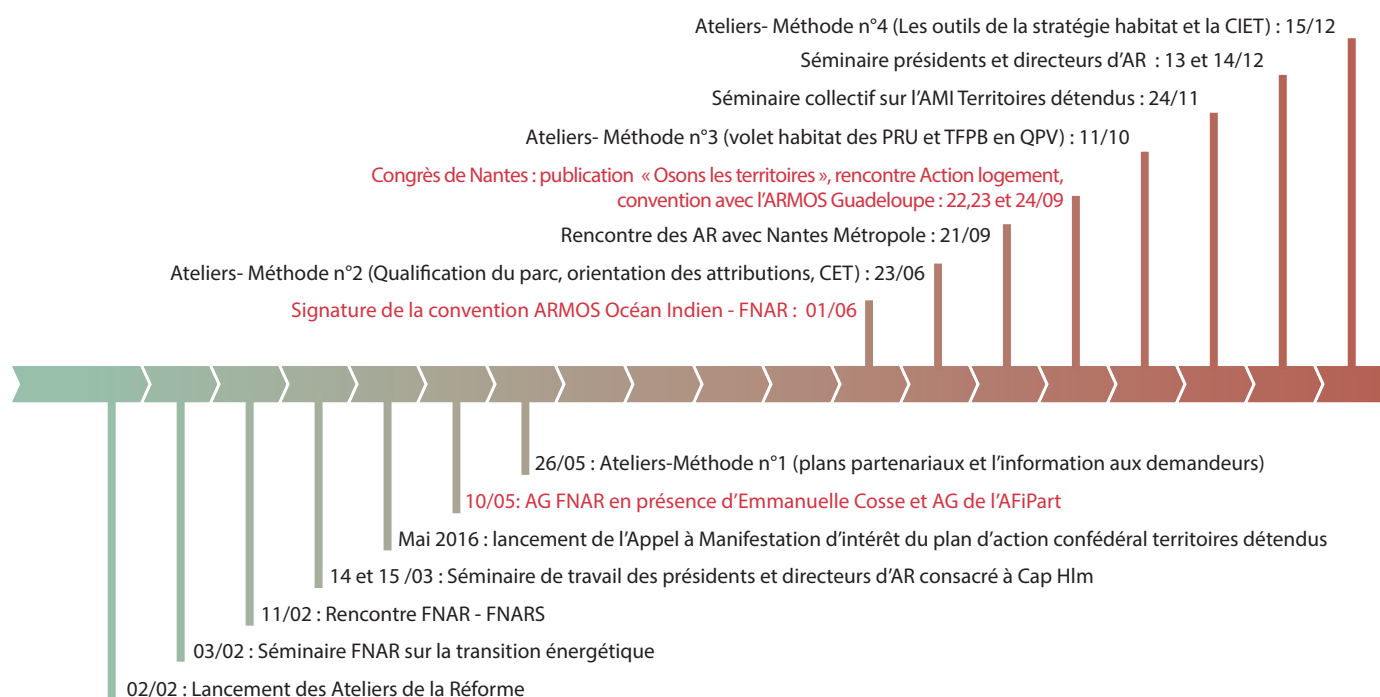 Ateliers- Méthode n°4 (Les outils de la stratégie habitat et la CIET) : 15/12
Séminaire présidents et directeurs d'AR : 13 et 14/12
Séminaire collectif sur l'AMI Territoires détendus : 24/11
Ateliers- Méthode n°3 (volet habitat des PRU et TFPB en QPV) : 11/10
Congrès de Nantes : publication « Osons les territoires », rencontre Action logement,
convention avec l'ARMOS Guadeloupe : 22,23 et 24/09
Rencontre des AR avec Nantes Métropole : 21/09
Ateliers- Méthode n°2 (Qualification du parc, orientation des attributions, CET) : 23/06
Signature de la convention ARMOS Océan Indien - FNAR : 01/06
26/05 : Ateliers-Méthode n°1 (plans partenariaux et l'information aux demandeurs)
10/05: AG FNAR en présence d'Emmanuelle Cosse et AG de l'AFiPart
Mai 2016 : lancement de l'Appel à Manifestation d'intérêt du plan d'action confédéral territoires détendus
14 et 15 /03 : Séminaire de travail des présidents et directeurs d'AR consacré à Cap Hlm
11/02 : Rencontre FNAR - FNARS
03/02 : Séminaire FNAR sur la transition énergétique
02/02 : Lancement des Ateliers de la Réforme